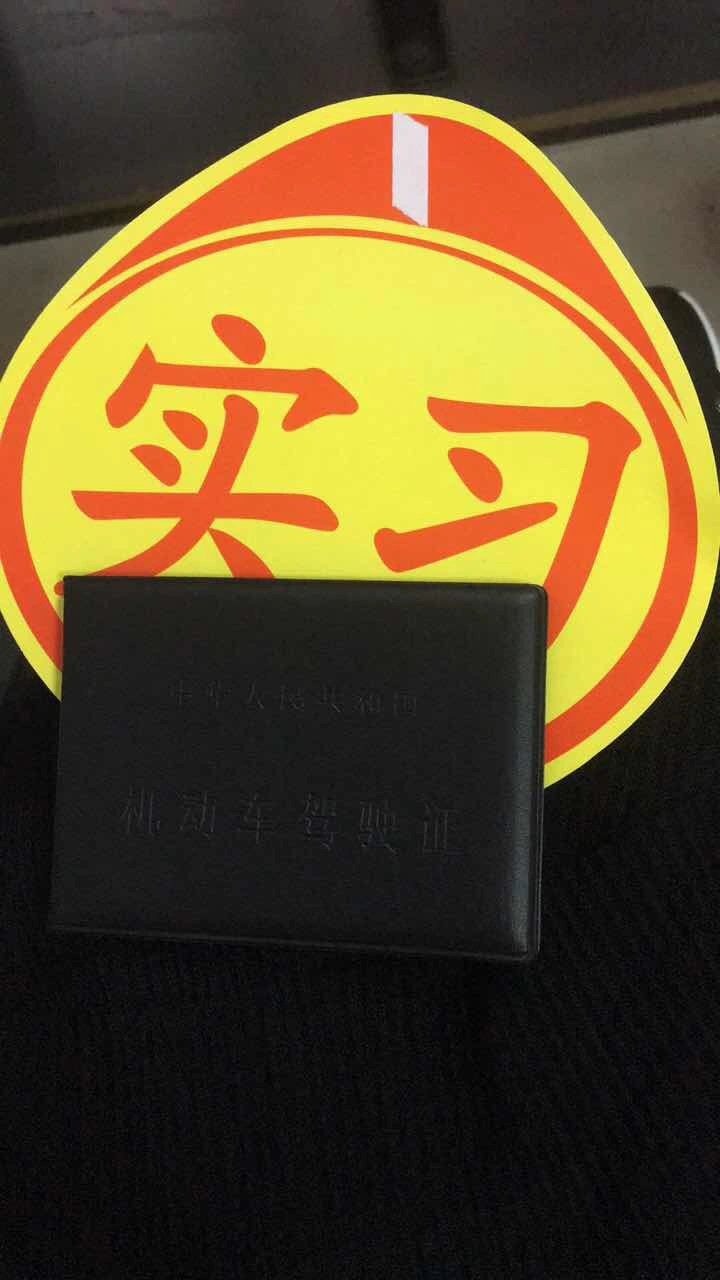 实习
中华人民共和国
机动车驾驶证